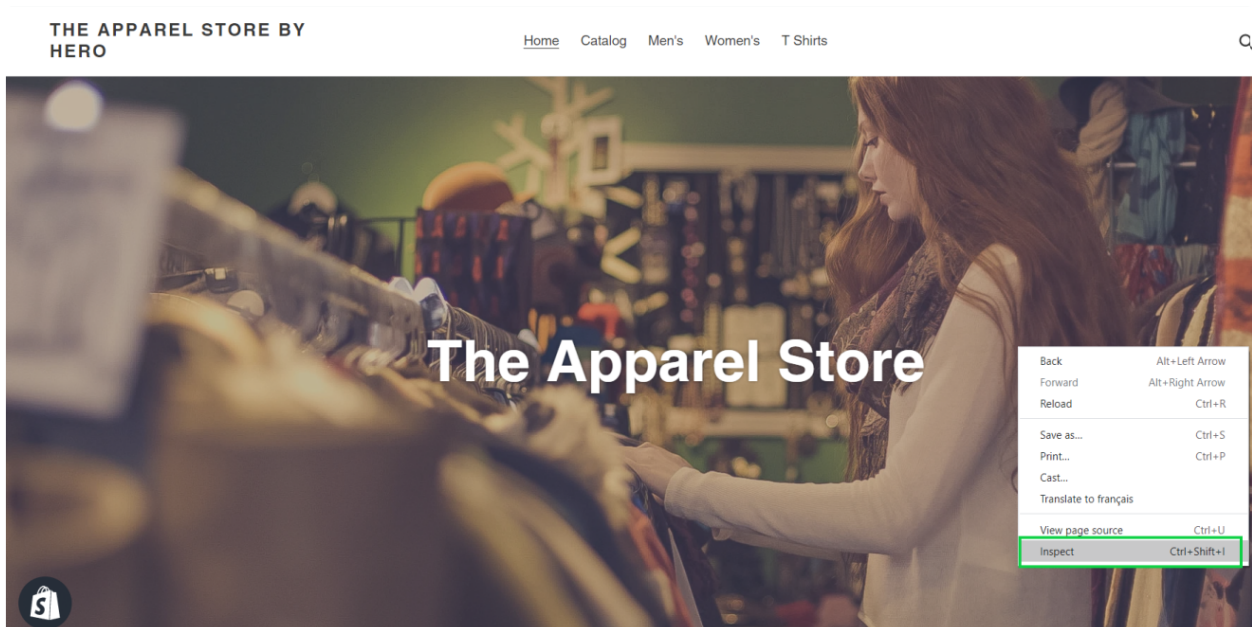 THE APPAREL STORE BY
HERO
Home Catalog Men's Women's T Shirts
The Apparel Store
Back Alt+Left Arrow
Forward Alt+Right Arrow
Reload Ctrl+R
Save as... Ctrl+S
Print... Ctrl+P
Cast...
Translate to français
View page source Ctrl+U
Inspect Ctrl+Shift+I
S